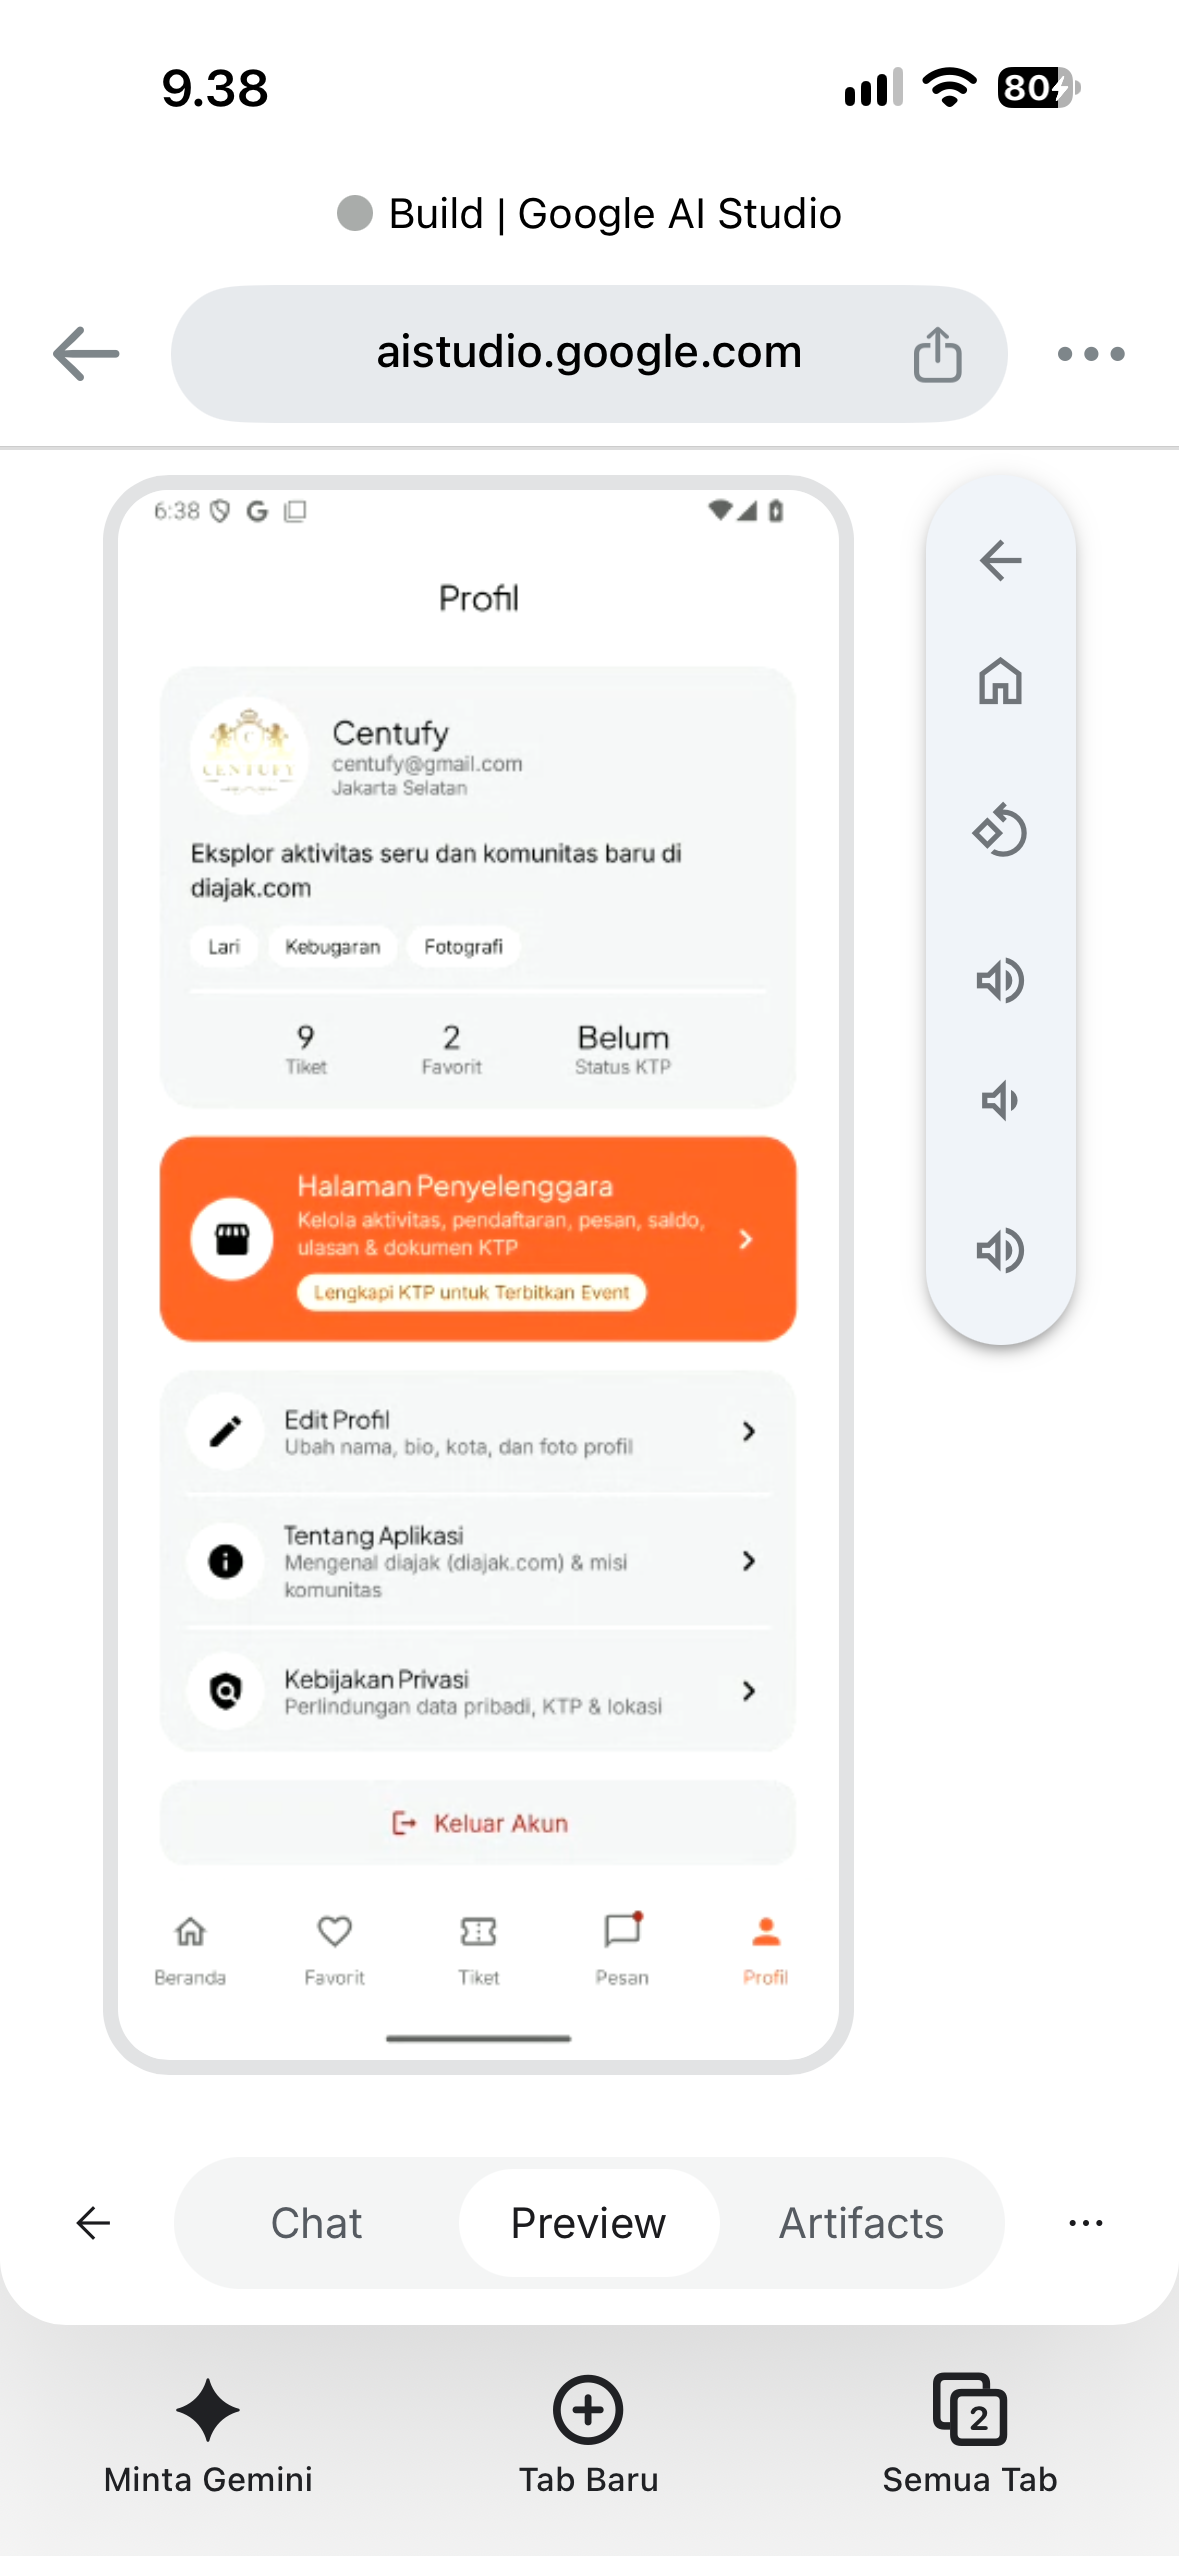 9.38
80
Build | Google AI Studio
aistudio.google.com
6:38
Profil
CENTUFY
Centufy
centufy@gmail.com
Jakarta Selatan
Eksplor aktivitas seru dan komunitas baru di
diajak.com
Lari
Kebugaran
Fotografi
9
2
Belum
Tiket
Favorit
Status KTP
Halaman Penyelenggara
Kelola aktivitas, pendaftaran, pesan, saldo,
ulasan & dokumen KTP
Lengkapi KTP untuk Terbitkan Event
Edit Profil
Ubah nama, bio, kota, dan foto profil
Tentang Aplikasi
Mengenal diajak (diajak.com) & misi
komunitas
Kebijakan Privasi
Perlindungan data pribadi, KTP & lokasi
Keluar Akun
Beranda
Favorit
Tiket
Pesan
Profil
Chat
Preview
Artifacts
2
Minta Gemini
Tab Baru
Semua Tab